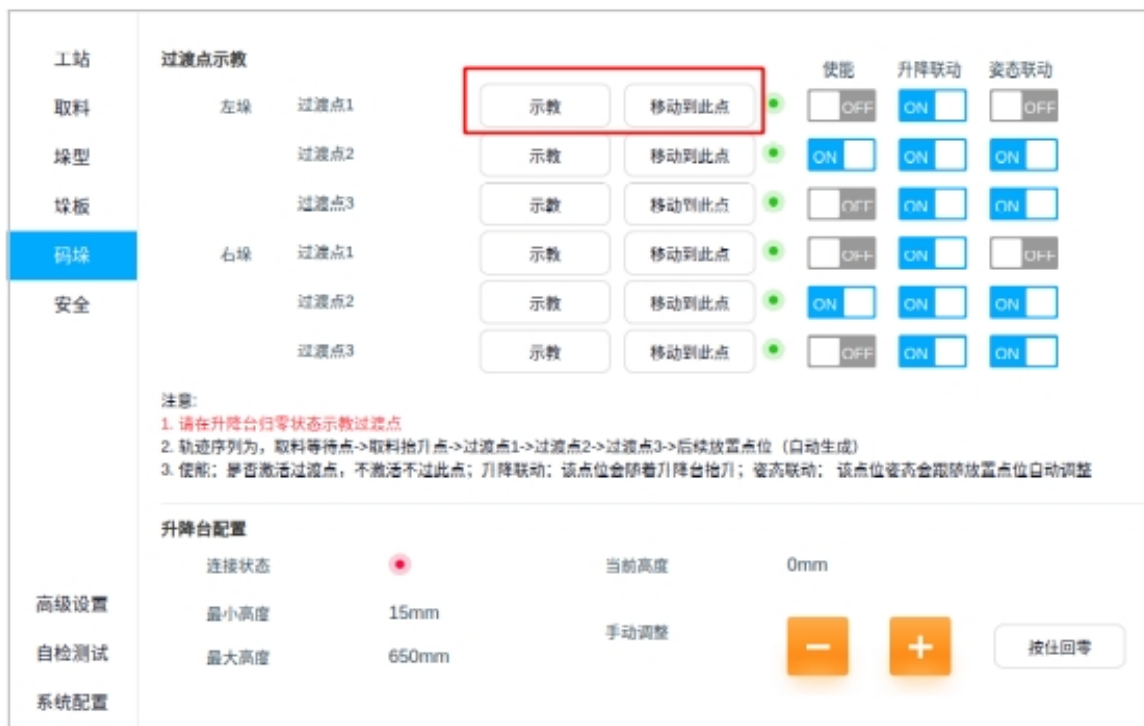 工站
取料
垛型
垛板
码垛
安全
高级设置
自检测试
系统配置
过渡点示教
使能 升降联动 姿态联动
左垛 过渡点1 示教 移动到此点 OFF ON OFF
过渡点2 示教 移动到此点 ON ON ON
过渡点3 示教 移动到此点 OFF ON ON
右垛 过渡点1 示教 移动到此点 OFF ON OFF
过渡点2 示教 移动到此点 ON ON ON
过渡点3 示教 移动到此点 OFF ON ON
注意:
1. 请在升降台归零状态示教过渡点
2. 轨迹序列为，取料等待点->取料抬升点->过渡点1->过渡点2->过渡点3->后续放置点位（自动生成）
3. 使能：是否激活过渡点，不激活不过此点；升降联动：该点位会随着升降台抬升；姿态联动： 该点位姿态会跟随放置点位自动调整
升降台配置
连接状态 当前高度 0mm
最小高度 15mm
手动调整 − + 按住回零
最大高度 650mm